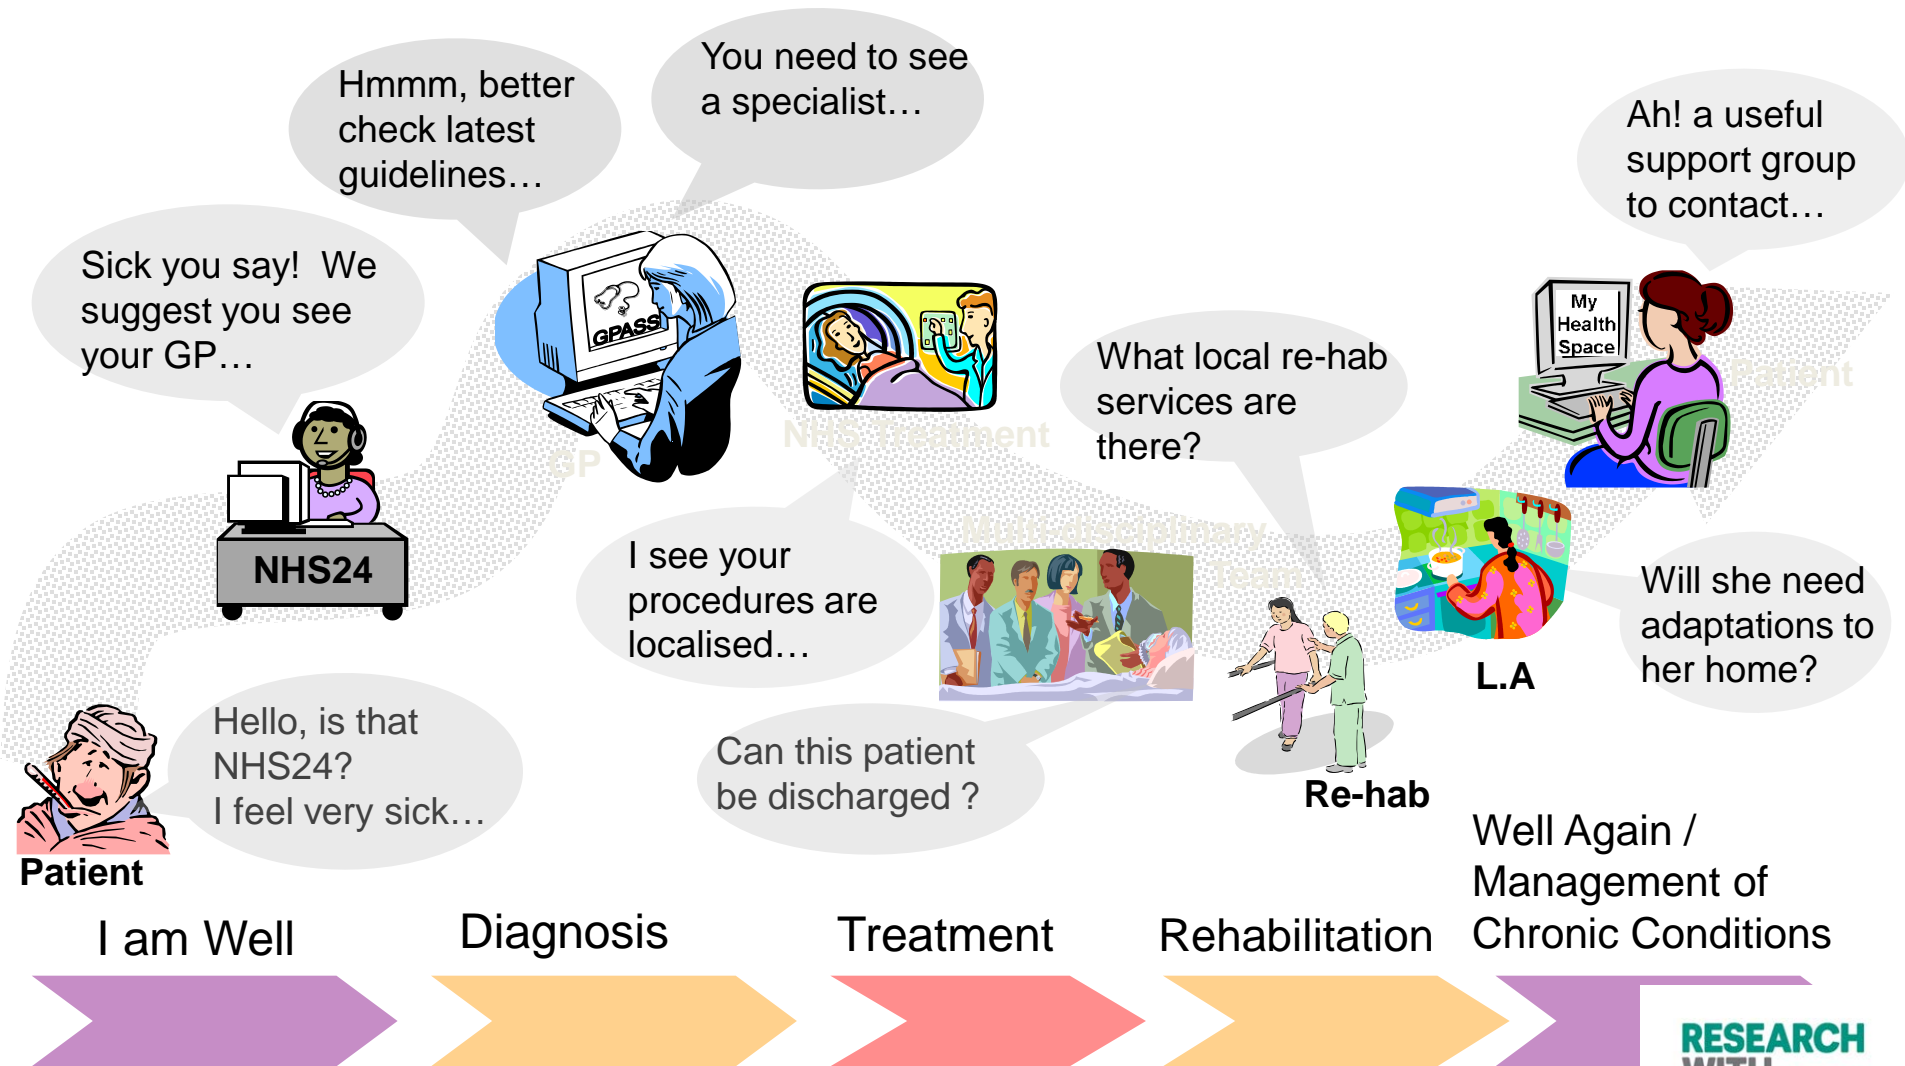 You need to see
a specialist…
Hmmm, better
check latest
guidelines…
Ah! a useful
support group
to contact…
Sick you say!  We
suggest you see
your GP…
GPASS
My
Health
Space
Patient
What local re-hab
services are
there?
NHS Treatment
GP
Multi-disciplinary
Team
NHS24
I see your
procedures are
localised…
Will she need
adaptations to
her home?
L.A
Hello, is that
NHS24?
I feel very sick…
Can this patient
be discharged ?
Re-hab
Patient
I am Well
Diagnosis
Treatment
Rehabilitation
Well Again /
Management of
Chronic Conditions
RESEARCH
WITH